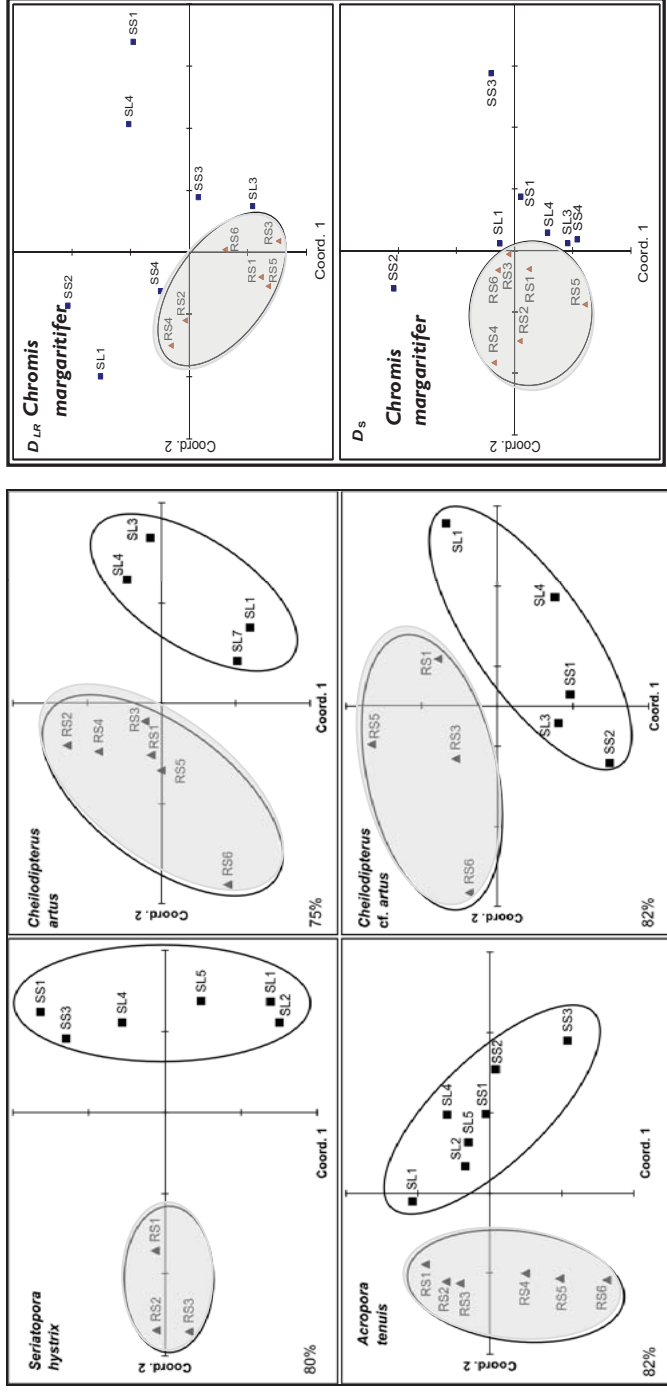 Seriatopora
hystrix
Coord. 2
Coord. 1
80%
RS1
RS2
RS3
SS1
SS3
SL4
SL5
SL1
SL2
Cheilodipterus
artus
Coord. 2
Coord. 1
75%
RS2
RS4
RS3
RS1
RS5
RS6
SL3
SL4
SL1
SL7
Acropora
tenuis
Coord. 2
Coord. 1
82%
RS1
RS2
RS3
RS4
RS5
RS6
SL1
SL4
SL2
SL5
SS1
SS2
SS3
Cheilodipterus
cf. artus
Coord. 2
Coord. 1
82%
RS5
RS1
RS3
RS6
SL1
SL4
SS1
SL3
SS2
DLR Chromis
margaritifer
Coord. 2
Coord. 1
SS1
SL4
SS2
SL1
SS4
SS3
SL3
RS4
RS2
RS6
RS1
RS5
RS3
Ds Chromis
margaritifer
Coord. 2
Coord. 1
SS2
SS3
SL1
SS1
SL4
SL3
SS4
RS4
RS6
RS3
RS2
RS1
RS5